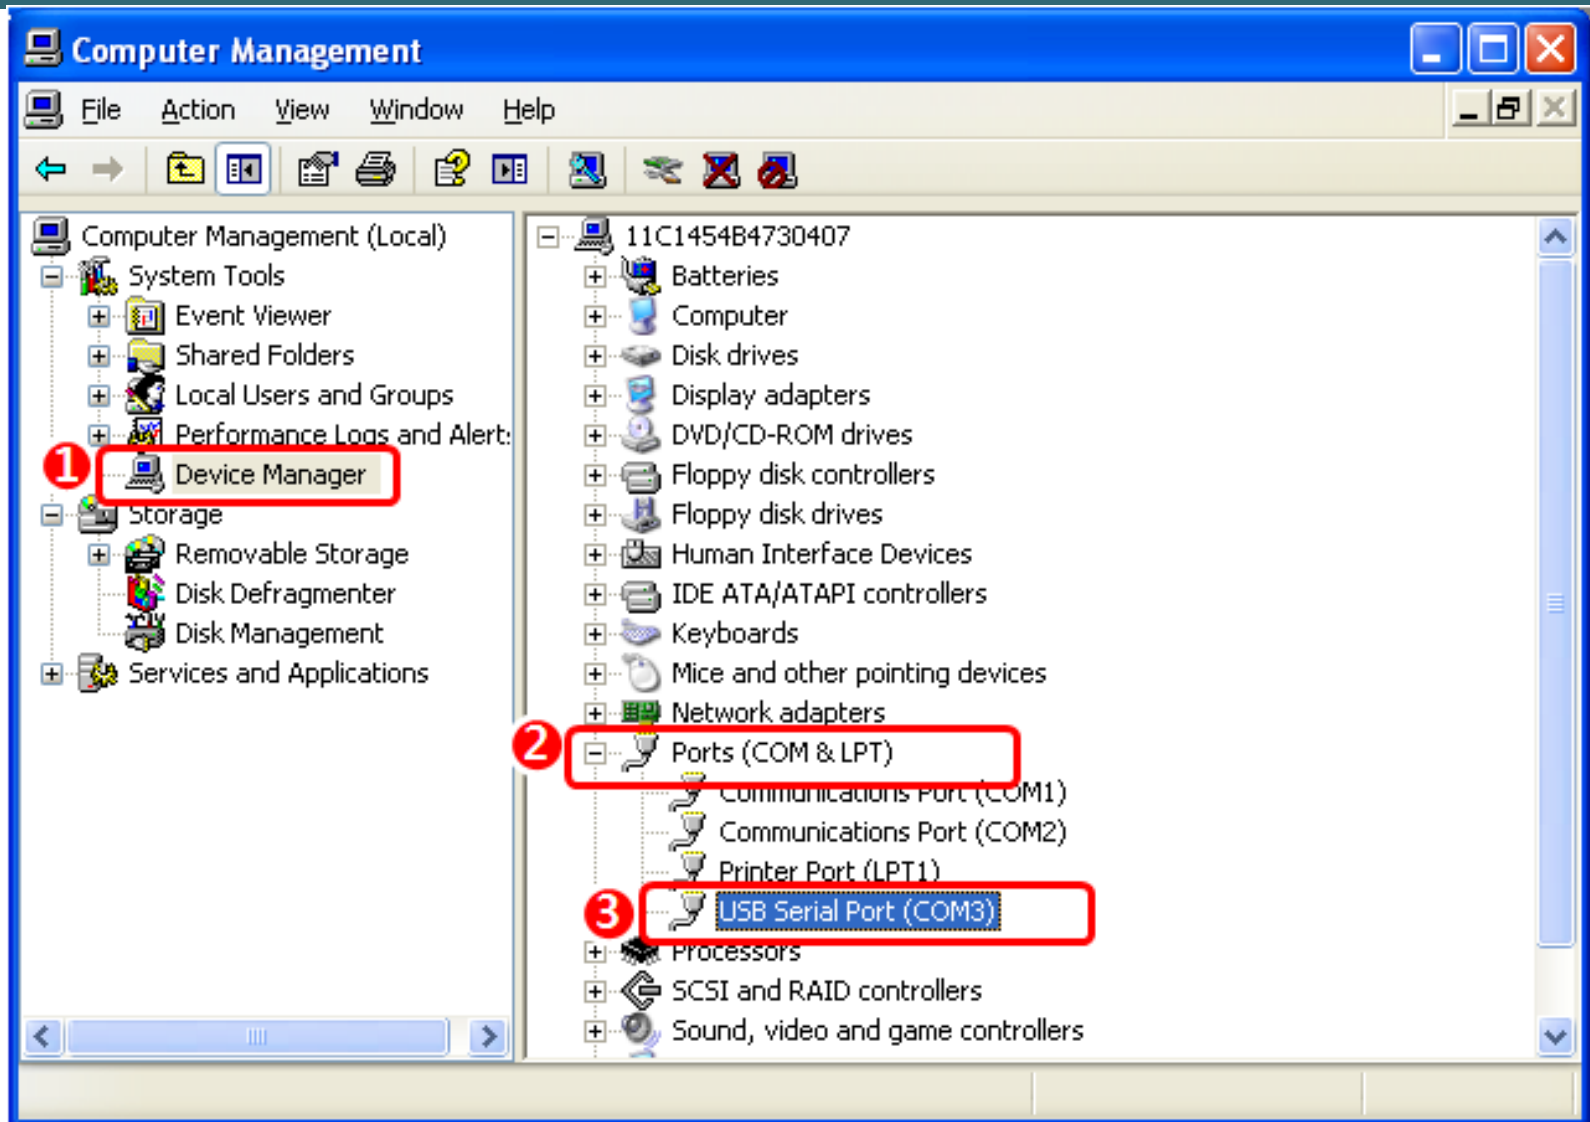 Computer Management
File Action View Window Help
Computer Management (Local)
System Tools
Event Viewer
Shared Folders
Local Users and Groups
Performance Logs and Alert
1 Device Manager
Storage
Removable Storage
Disk Defragmenter
Disk Management
Services and Applications
11C1454B4730407
Batteries
Computer
Disk drives
Display adapters
DVD/CD-ROM drives
Floppy disk controllers
Floppy disk drives
Human Interface Devices
IDE ATA/ATAPI controllers
Keyboards
Mice and other pointing devices
Network adapters
2 Ports (COM & LPT)
Communications Port (COM1)
Communications Port (COM2)
Printer Port (LPT1)
3 USB Serial Port (COM3)
Processors
SCSI and RAID controllers
Sound, video and game controllers